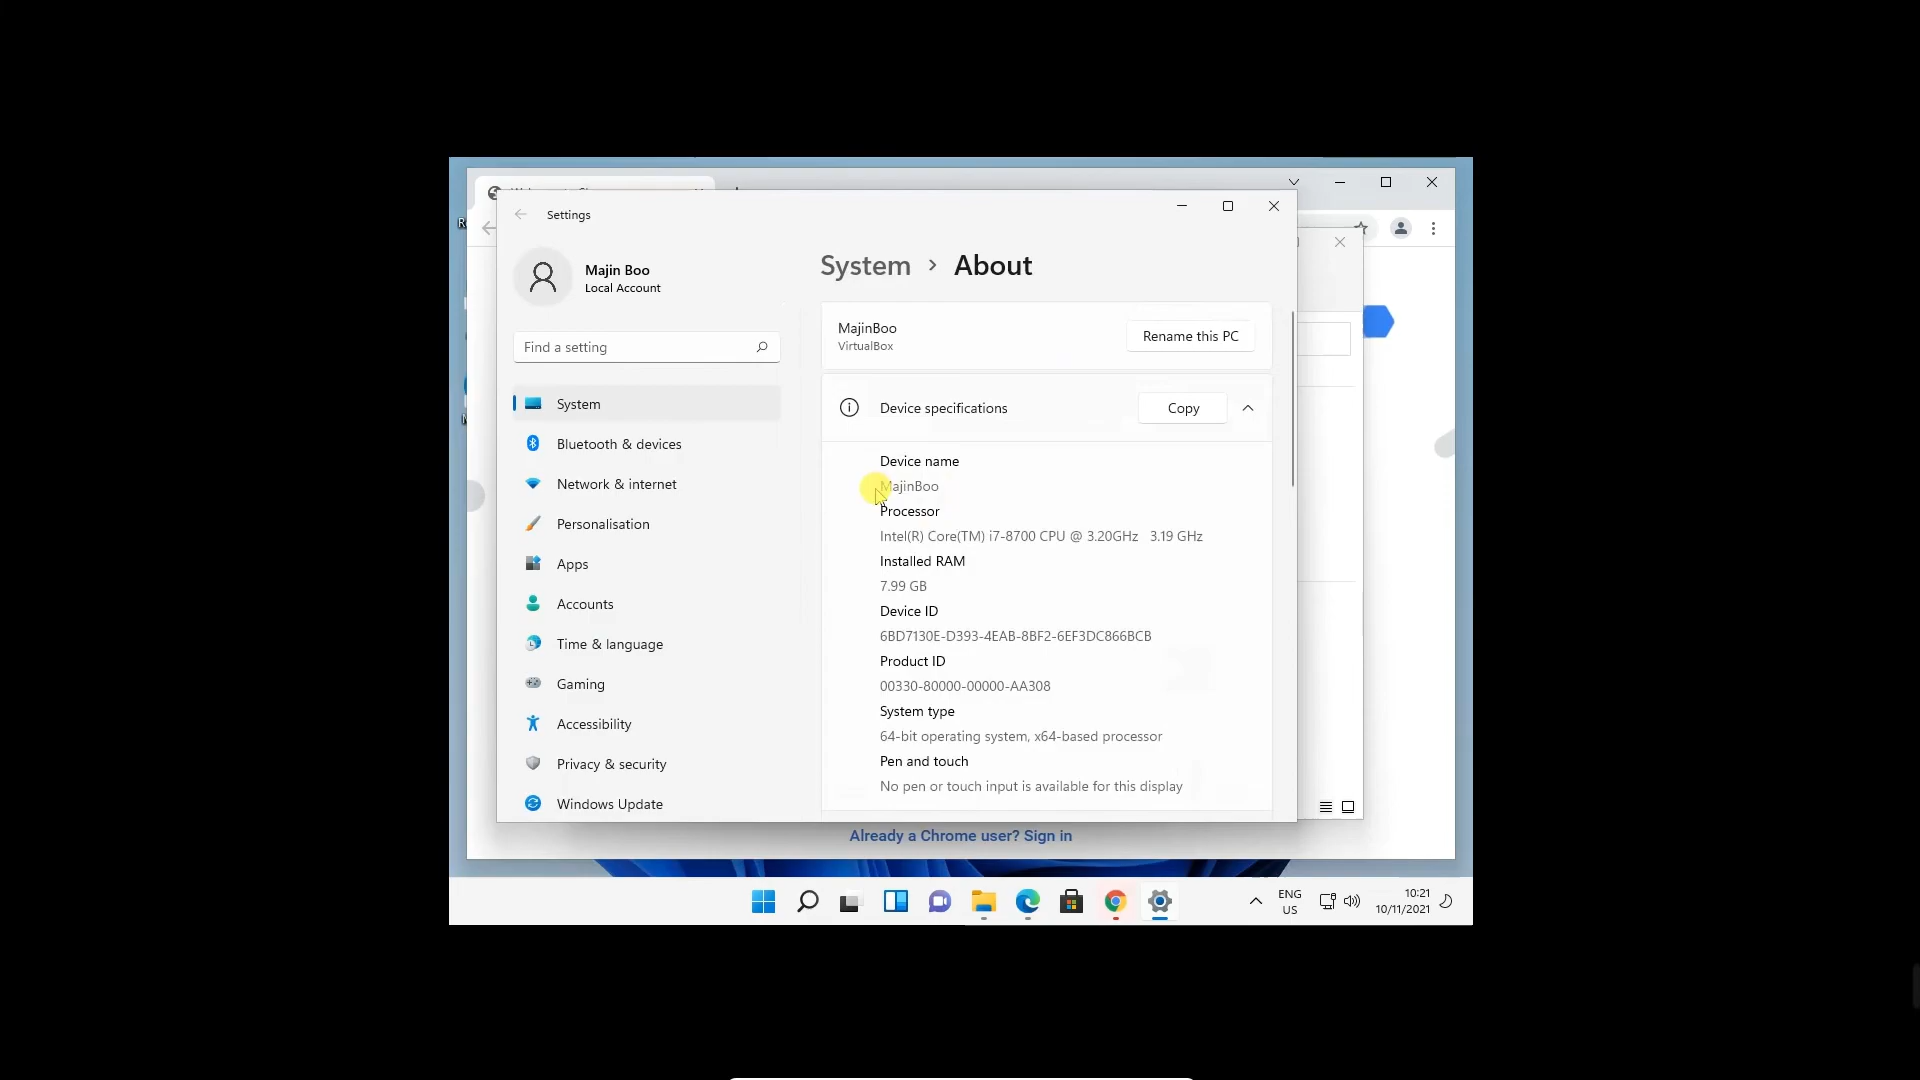 Settings
Majin Boo
Local Account
Find a setting
System
Bluetooth & devices
Network & internet
Personalisation
Apps
Accounts
Time & language
Gaming
Accessibility
Privacy & security
Windows Update
System > About
MajinBoo
VirtualBox
Rename this PC
Device specifications
Copy
Device name
MajinBoo
Processor
Intel(R) Core(TM) i7-8700 CPU @ 3.20GHz 3.19 GHz
Installed RAM
7.99 GB
Device ID
6BD7130E-D393-4EAB-8BF2-6EF3DC866BCB
Product ID
00330-80000-00000-AA308
System type
64-bit operating system, x64-based processor
Pen and touch
No pen or touch input is available for this display
Already a Chrome user? Sign in
ENG
US
10:21
10/11/2021